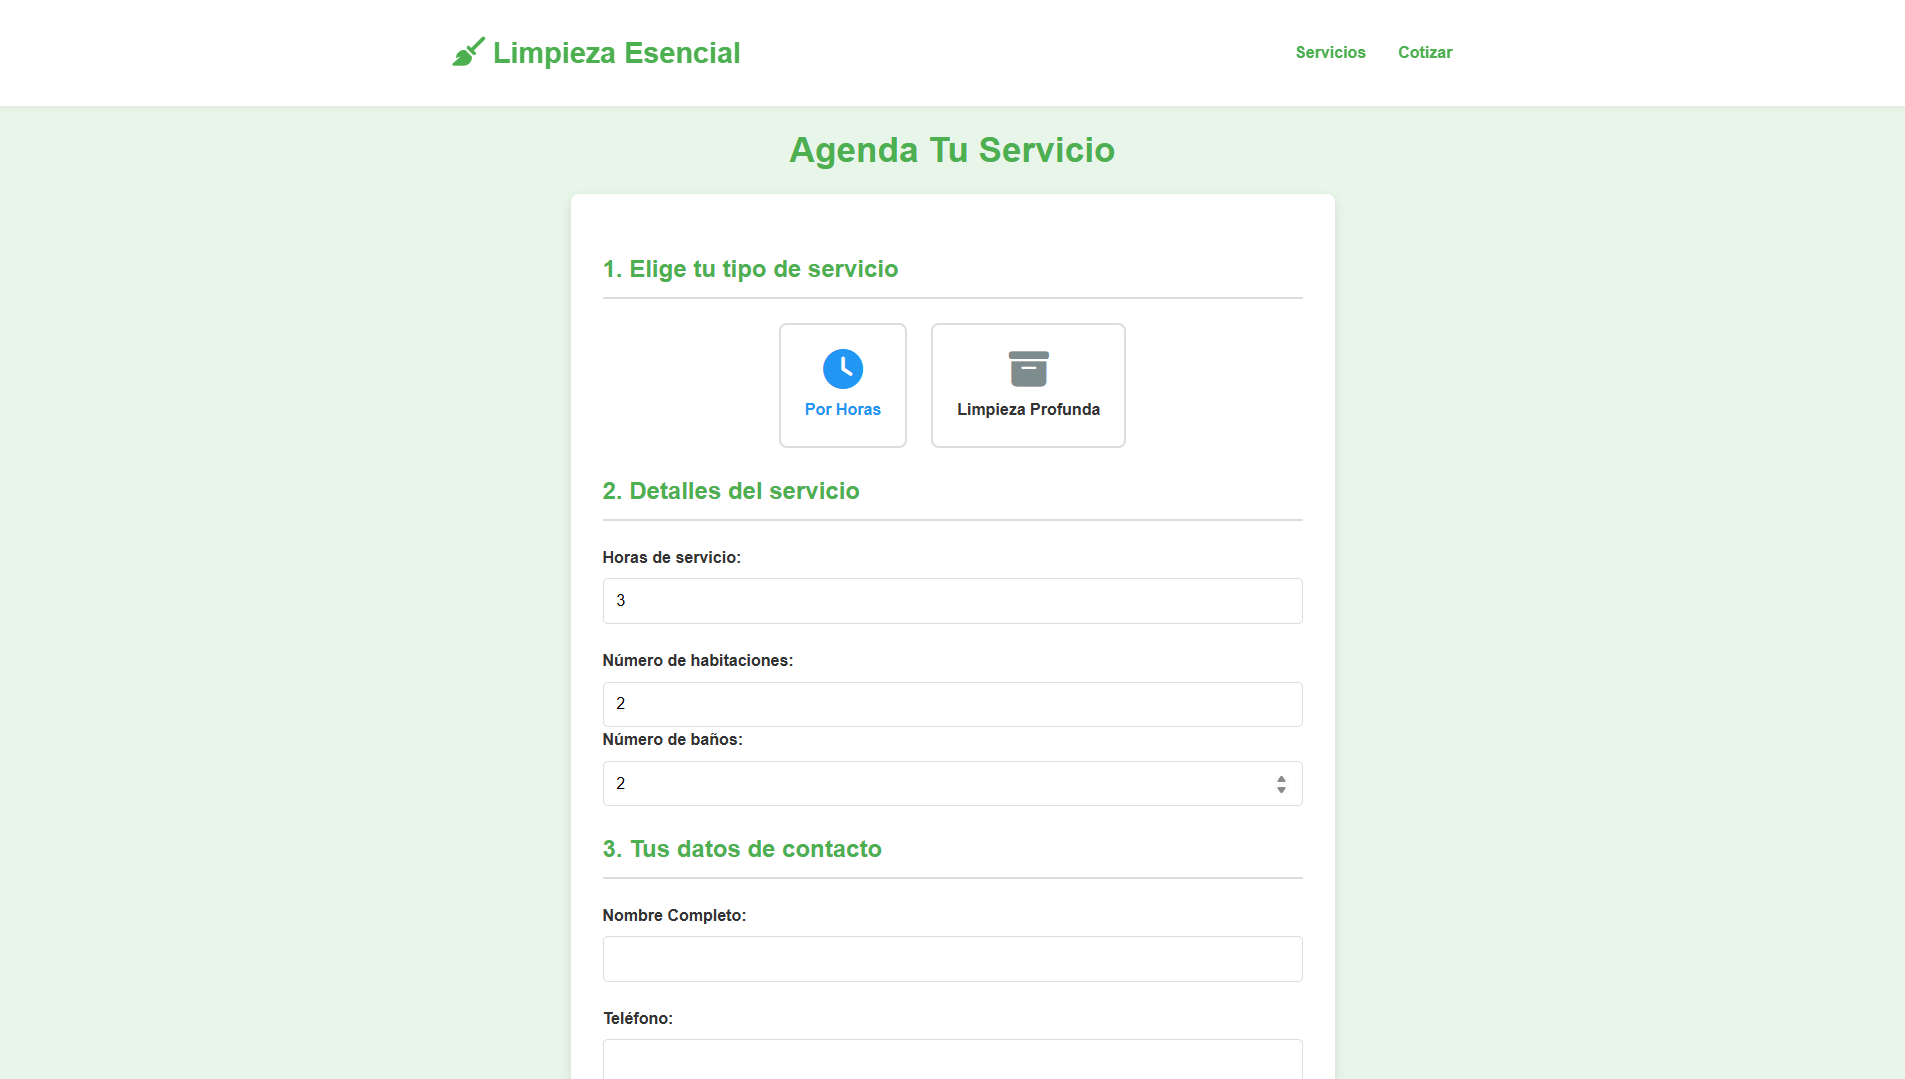 Limpieza Esencial
Servicios
Cotizar
Agenda Tu Servicio
1. Elige tu tipo de servicio
Por Horas
Limpieza Profunda
2. Detalles del servicio
Horas de servicio:
3
Número de habitaciones:
2
Número de baños:
2
3. Tus datos de contacto
Nombre Completo:
Teléfono: